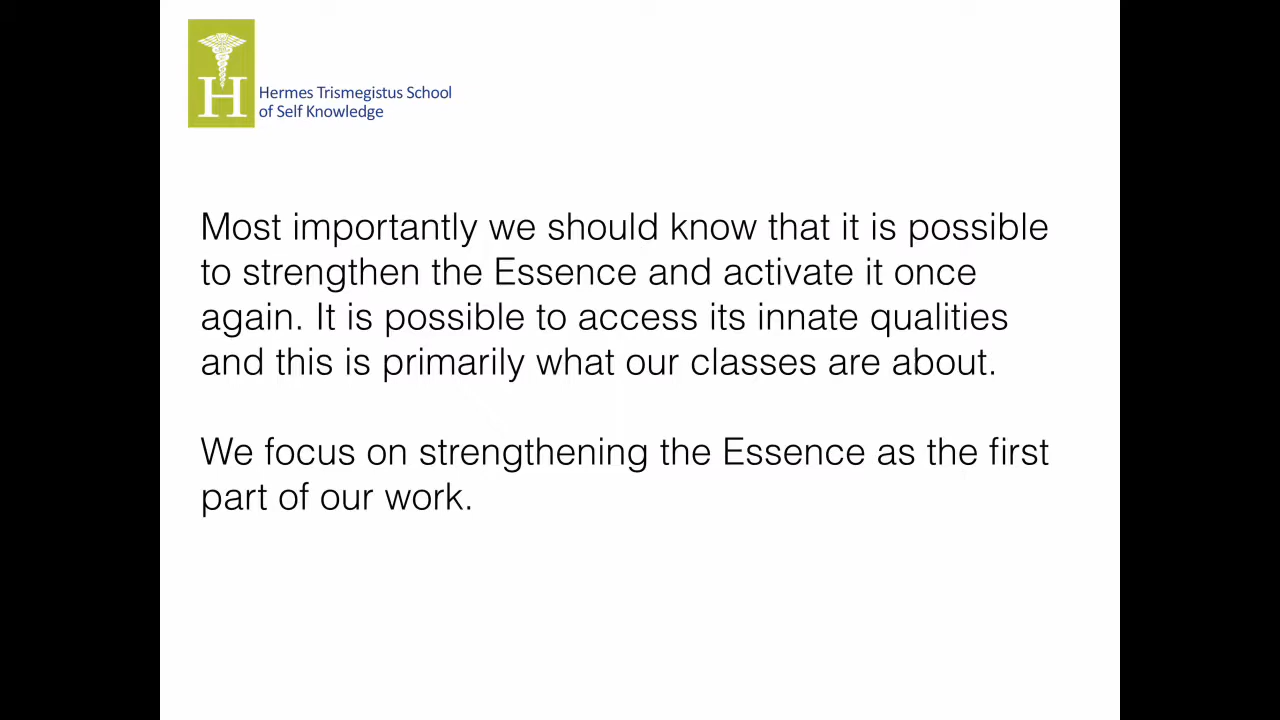 H
Hermes Trismegistus School
of Self Knowledge
Most importantly we should know that it is possible
to strengthen the Essence and activate it once
again. It is possible to access its innate qualities
and this is primarily what our classes are about.
We focus on strengthening the Essence as the first
part of our work.